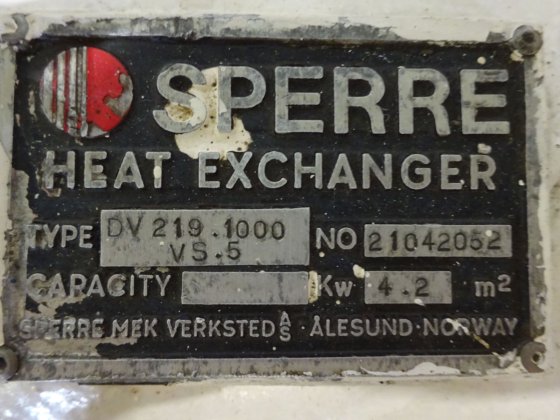 SPERRE
HEAT EXCHANGER
TYPE DV 219.1000 NO 21042052
VS.5
CAPACITY Kw 4.2 m²
SPERRE MEK VERKSTED A/S · ÅLESUND · NORWAY